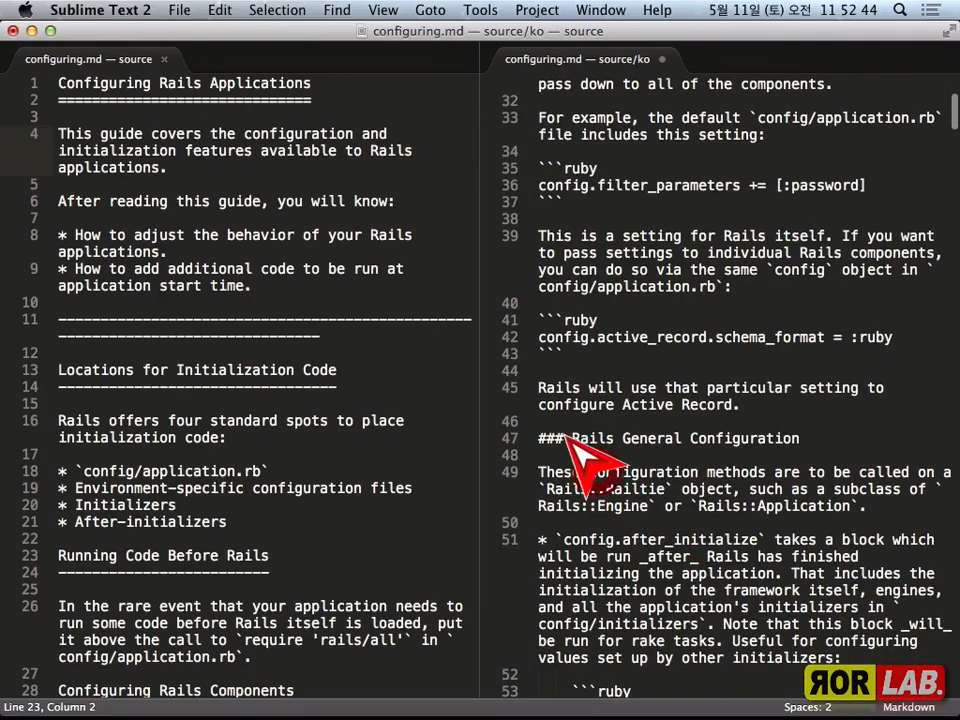 Sublime Text 2 File Edit Selection Find View Goto Tools Project Window Help 5월 11일 (토) 오전 11 52 44
configuring.md — source/ko — source
configuring.md — source ×
1 Configuring Rails Applications
2 ==============================
3
4 This guide covers the configuration and
initialization features available to Rails
applications.
5
6 After reading this guide, you will know:
7
8 * How to adjust the behavior of your Rails
applications.
9 * How to add additional code to be run at
application start time.
10
11 -------------------------------------------------
-------------------------------
12
13 Locations for Initialization Code
14 ---------------------------------
15
16 Rails offers four standard spots to place
initialization code:
17
18 * `config/application.rb`
19 * Environment-specific configuration files
20 * Initializers
21 * After-initializers
22
23 Running Code Before Rails
24 -------------------------
25
26 In the rare event that your application needs to
run some code before Rails itself is loaded, put
it above the call to `require 'rails/all'` in `
config/application.rb`.
27
28 Configuring Rails Components
configuring.md — source/ko
pass down to all of the components.
32
33 For example, the default `config/application.rb`
file includes this setting:
34
35 ```ruby
36 config.filter_parameters += [:password]
37 ```
38
39 This is a setting for Rails itself. If you want
to pass settings to individual Rails components,
you can do so via the same `config` object in `
config/application.rb`:
40
41 ```ruby
42 config.active_record.schema_format = :ruby
43 ```
44
45 Rails will use that particular setting to
configure Active Record.
46
47 ### Rails General Configuration
48
49 These configuration methods are to be called on a
`Rails::Railtie` object, such as a subclass of `
Rails::Engine` or `Rails::Application`.
50
51 * `config.after_initialize` takes a block which
will be run _after_ Rails has finished
initializing the application. That includes the
initialization of the framework itself, engines,
and all the application's initializers in `
config/initializers`. Note that this block _will_
be run for rake tasks. Useful for configuring
values set up by other initializers:
52
53 ```ruby
RORLAB.
Line 23, Column 2 Spaces: 2 Markdown